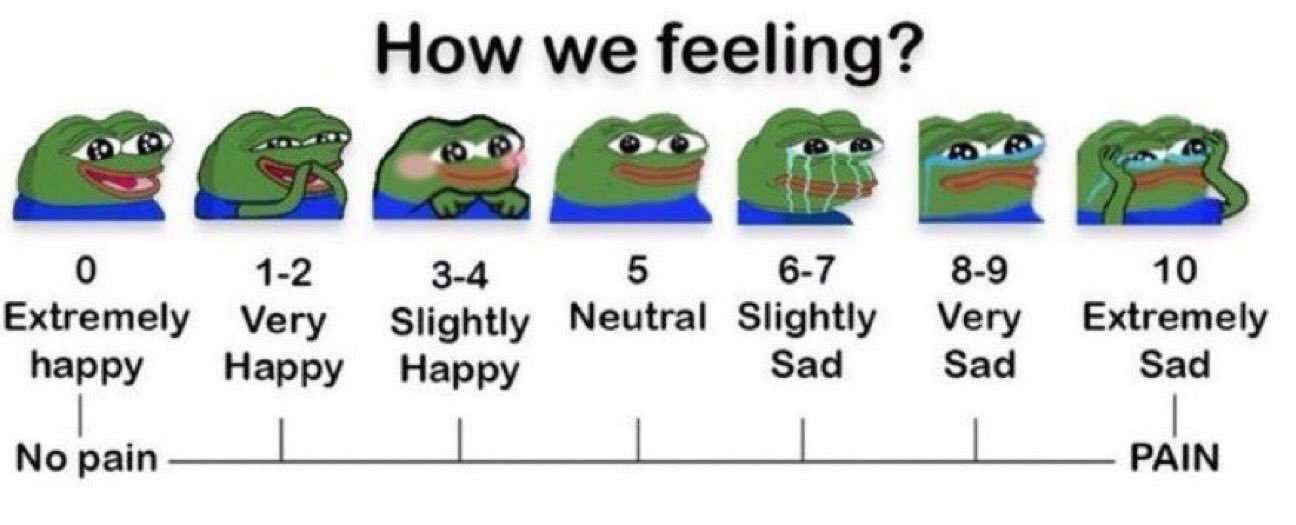 How we feeling?
0 1-2 3-4 5 6-7 8-9 10
Extremely Very Slightly Neutral Slightly Very Extremely
happy Happy Happy Sad Sad Sad
No pain PAIN